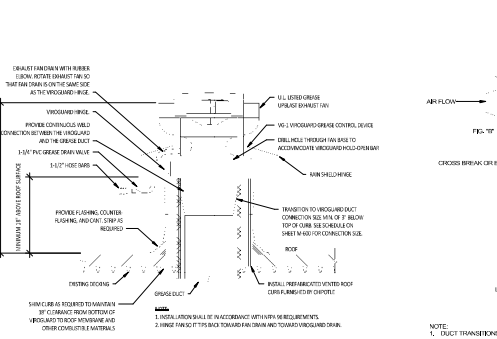 EXHAUST FAN DRAIN WITH RUBBER
ELBOW. ROTATE EXHAUST FAN SO
THAT FAN DRAIN IS ON THE SAME SIDE
AS THE VIROGUARD HINGE.
VIROGUARD HINGE.
PROVIDE CONTINUOUS WELD
CONNECTION BETWEEN THE VIROGUARD
AND THE GREASE DUCT
1-1/4" PVC GREASE DRAIN VALVE
1-1/2" HOSE BARB
MINIMUM 18" ABOVE ROOF SURFACE
PROVIDE FLASHING, COUNTER-
FLASHING, AND CANT. STRIP AS
REQUIRED
EXISTING DECKING
SHIM CURB AS REQUIRED TO MAINTAIN
18" CLEARANCE FROM BOTTOM OF
VIROGUARD TO ROOF MEMBRANE AND
OTHER COMBUSTIBLE MATERIALS
GREASE DUCT
U.L. LISTED GREASE
UPBLAST EXHAUST FAN
VG-1 VIROGUARD GREASE CONTROL DEVICE
DRILL HOLE THROUGH FAN BASE TO
ACCOMMODATE VIROGUARD HOLD-OPEN BAR
RAIN SHIELD HINGE
TRANSITION TO VIROGUARD DUCT
CONNECTION SIZE MIN. OF 3" BELOW
TOP OF CURB. SEE SCHEDULE ON
SHEET M-600 FOR CONNECTION SIZE.
ROOF
INSTALL PREFABRICATED VENTED ROOF
CURB FURNISHED BY CHIPOTLE
NOTE:
1. INSTALLATION SHALL BE IN ACCORDANCE WITH NFPA 96 REQUIREMENTS.
2. HINGE FAN SO IT TIPS BACK TOWARD FAN DRAIN AND TOWARD VIROGUARD DRAIN.
AIR FLOW
FIG. "B"
CROSS BREAK OR B
NOTE:
1. DUCT TRANSITIONS